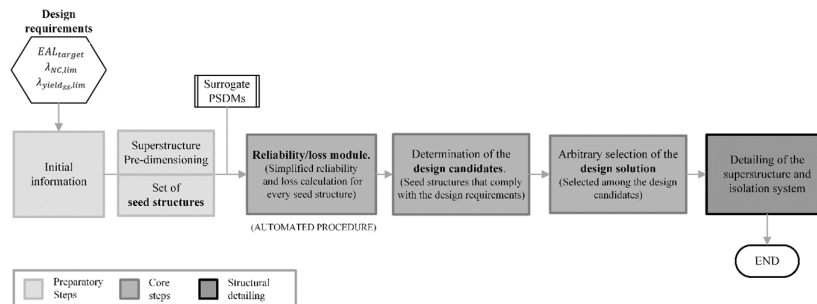 Design
requirements
EAL_target
λ_NC,lim
λ_yield_SS,lim
Surrogate
PSDMs
Initial
information
Superstructure
Pre-dimensioning
Set of
seed structures
Reliability/loss module.
(Simplified reliability
and loss calculation for
every seed structure)
(AUTOMATED PROCEDURE)
Determination of the
design candidates.
(Seed structures that comply
with the design requirements)
Arbitrary selection of the
design solution
(Selected among the design
candidates)
Detailing of the
superstructure and
isolation system
END
Preparatory
Steps
Core
steps
Structural
detailing